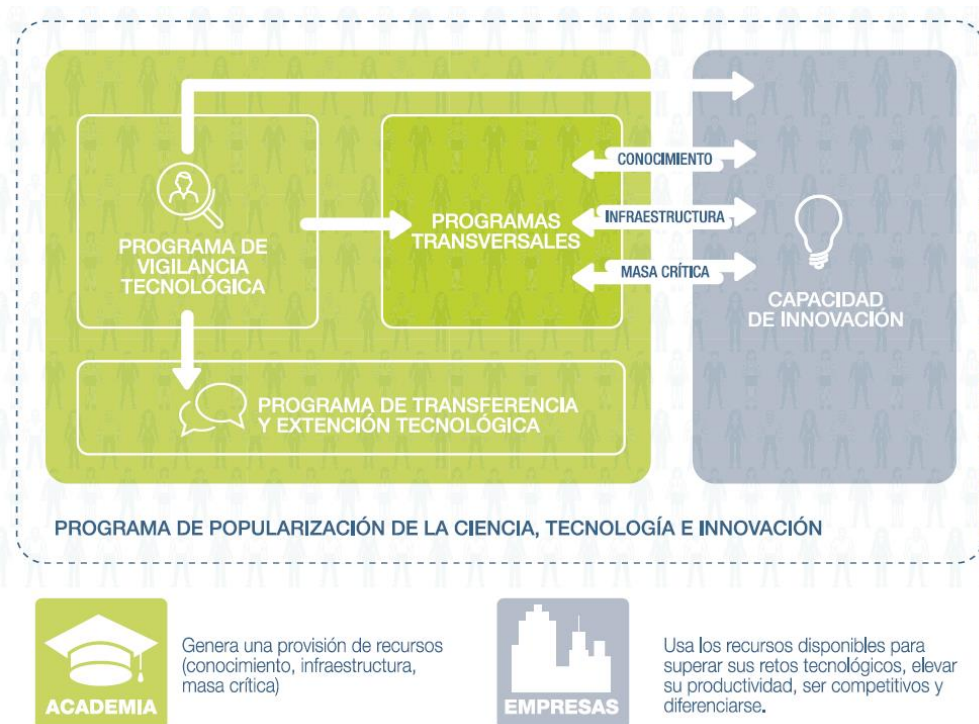 CONOCIMIENTO
PROGRAMA DE
VIGILANCIA
TECNOLÓGICA
PROGRAMAS
TRANSVERSALES
INFRAESTRUCTURA
MASA CRÍTICA
CAPACIDAD
DE INNOVACIÓN
PROGRAMA DE TRANSFERENCIA
Y EXTENCIÓN TECNOLÓGICA
PROGRAMA DE POPULARIZACIÓN DE LA CIENCIA, TECNOLOGÍA E INNOVACIÓN
ACADEMIA
Genera una provisión de recursos
(conocimiento, infraestructura,
masa crítica)
EMPRESAS
Usa los recursos disponibles para
superar sus retos tecnológicos, elevar
su productividad, ser competitivos y
diferenciarse.